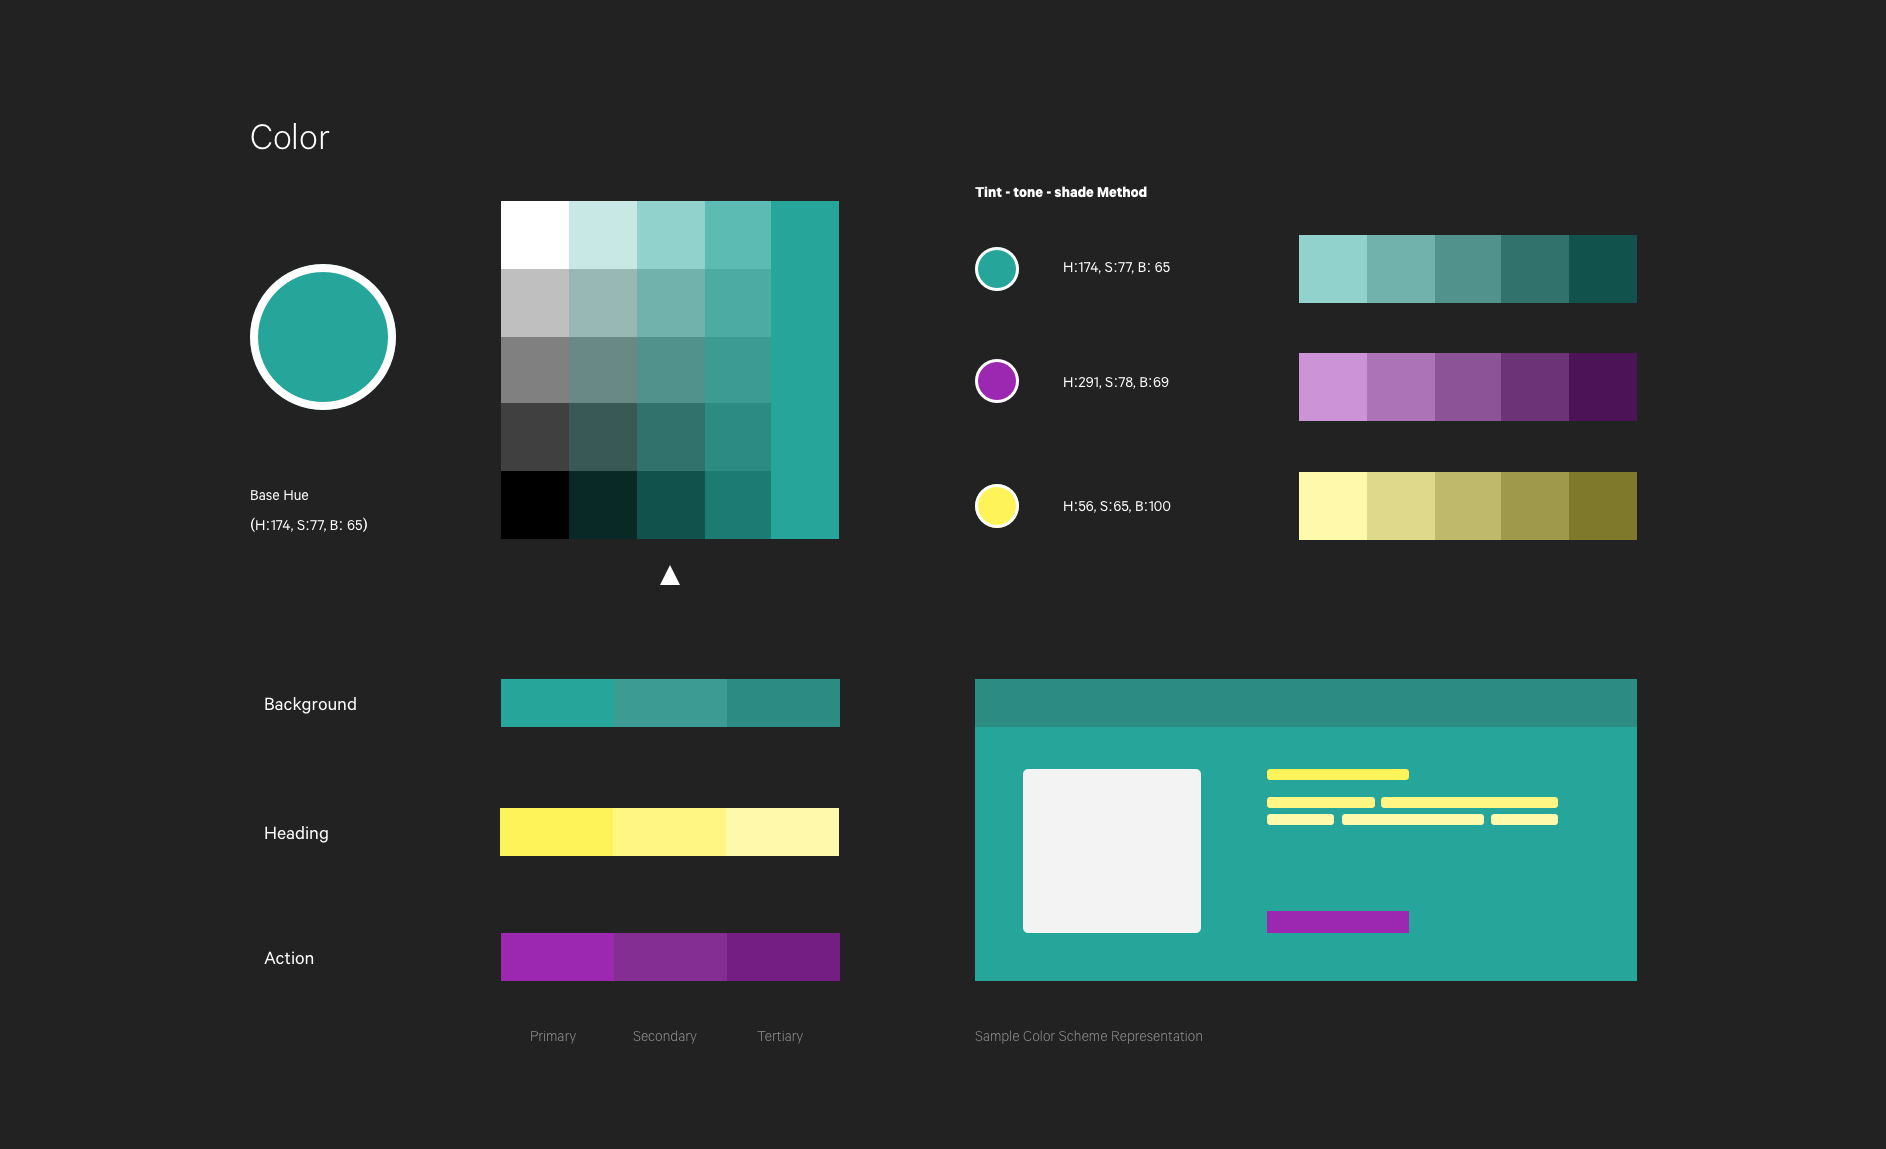 Color
Base Hue
(H:174, S:77, B: 65)
Tint - tone - shade Method
H:174, S:77, B: 65
H:291, S:78, B:69
H:56, S:65, B:100
Background
Heading
Action
Primary Secondary Tertiary
Sample Color Scheme Representation